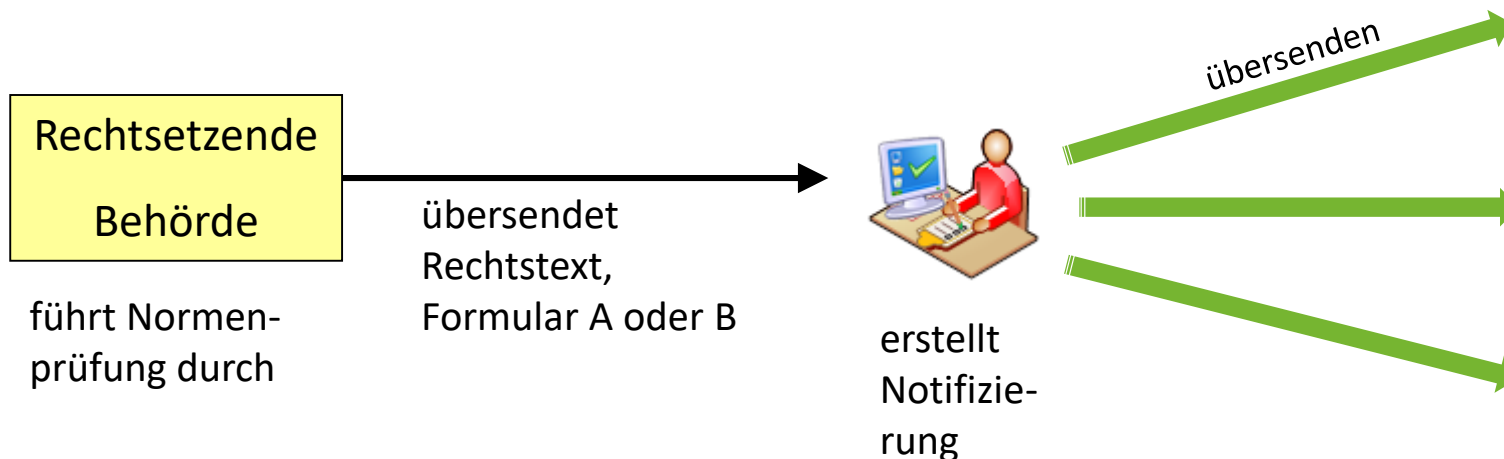 Rechtsetzende
Behörde
führt Normen-
prüfung durch
übersendet
Rechtstext,
Formular A oder B
erstellt
Notifizie-
rung
übersenden